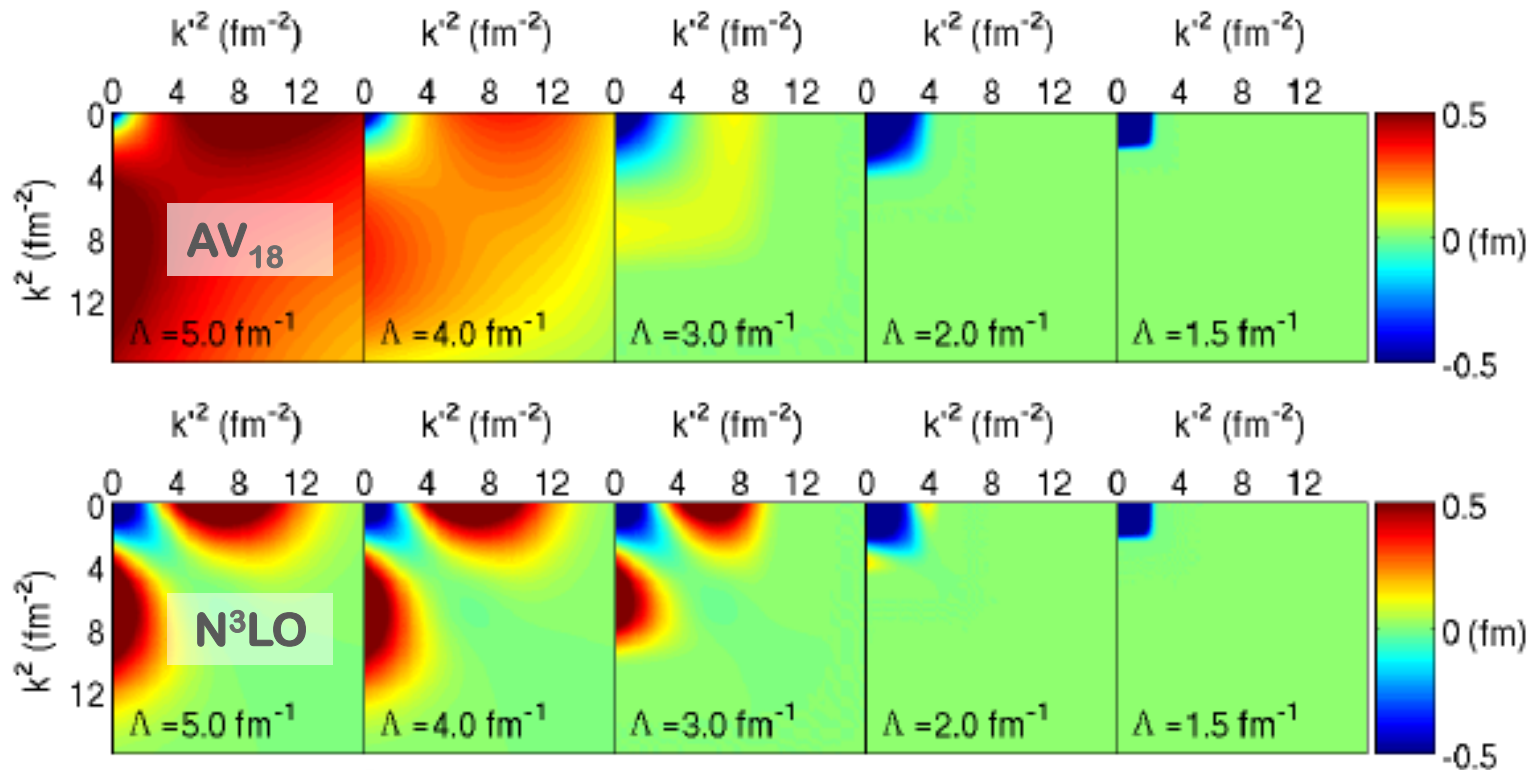 k'² (fm⁻²) k'² (fm⁻²) k'² (fm⁻²) k'² (fm⁻²) k'² (fm⁻²)
0 4 8 12 0 4 8 12 0 4 8 12 0 4 8 12 0 4 8 12
k² (fm⁻²)
0
4
8
12
AV₁₈
Λ =5.0 fm⁻¹ Λ =4.0 fm⁻¹ Λ =3.0 fm⁻¹ Λ =2.0 fm⁻¹ Λ =1.5 fm⁻¹
0.5
0 (fm)
-0.5
k'² (fm⁻²) k'² (fm⁻²) k'² (fm⁻²) k'² (fm⁻²) k'² (fm⁻²)
0 4 8 12 0 4 8 12 0 4 8 12 0 4 8 12 0 4 8 12
k² (fm⁻²)
0
4
8
12
N³LO
Λ =5.0 fm⁻¹ Λ =4.0 fm⁻¹ Λ =3.0 fm⁻¹ Λ =2.0 fm⁻¹ Λ =1.5 fm⁻¹
0.5
0 (fm)
-0.5